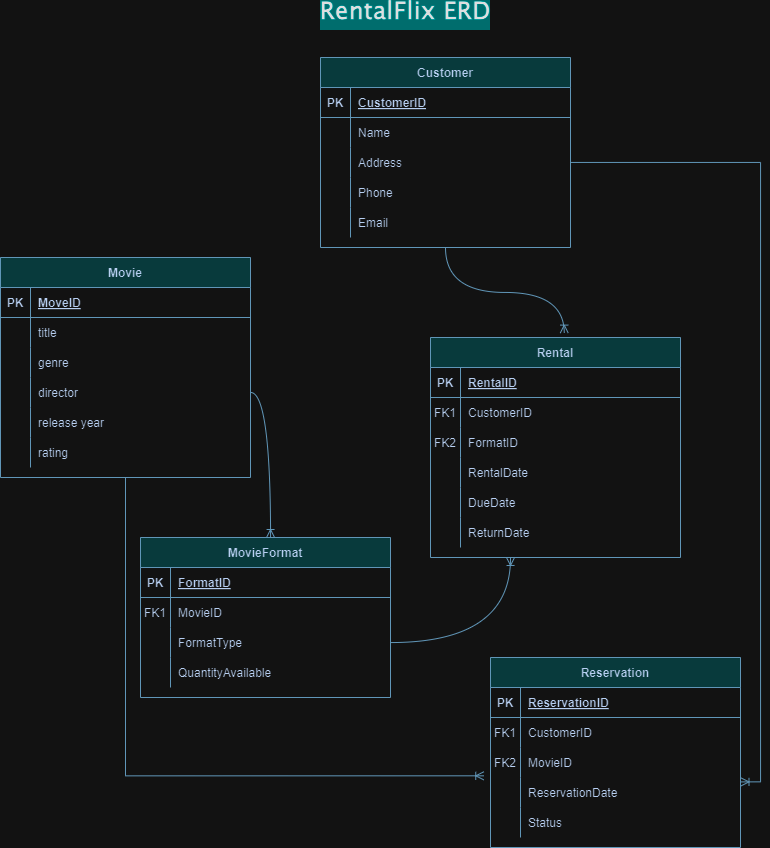 RentalFlix ERD
Customer
PK CustomerID
Name
Address
Phone
Email
Movie
PK MoveID
title
genre
director
release year
rating
Rental
PK RentalID
FK1 CustomerID
FK2 FormatID
RentalDate
DueDate
ReturnDate
MovieFormat
PK FormatID
FK1 MovieID
FormatType
QuantityAvailable
Reservation
PK ReservationID
FK1 CustomerID
FK2 MovieID
ReservationDate
Status